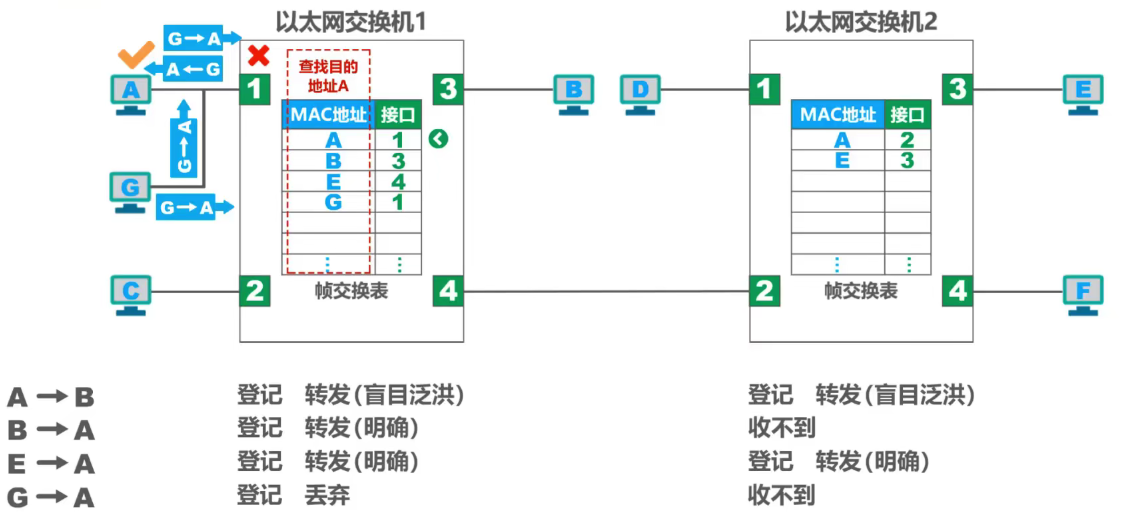 以太网交换机1
以太网交换机2
G→A
A←G
查找目的
地址A
A
1
3
B
D
1
3
E
MAC地址 接口
A 1
B 3
E 4
G 1
⋮ ⋮
帧交换表
MAC地址 接口
A 2
E 3
⋮ ⋮
帧交换表
G→A
G
G→A
C
2
4
2
4
F
A→B 登记 转发(盲目泛洪) 登记 转发(盲目泛洪)
B→A 登记 转发(明确) 收不到
E→A 登记 转发(明确) 登记 转发(明确)
G→A 登记 丢弃 收不到